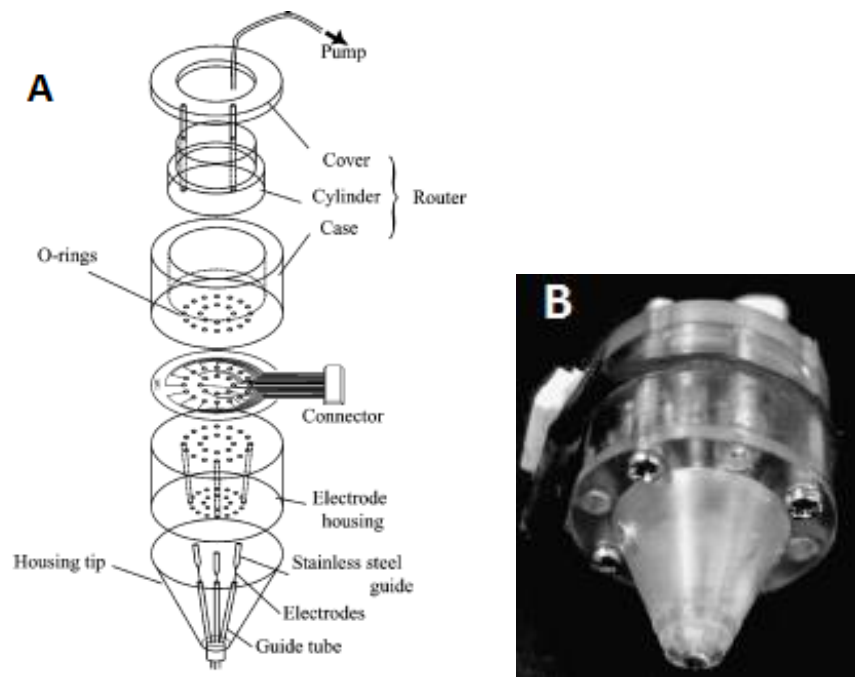 Pump
A
Cover
Cylinder
Router
Case
O-rings
Connector
Electrode
housing
Housing tip
Stainless steel
guide
Electrodes
Guide tube
B